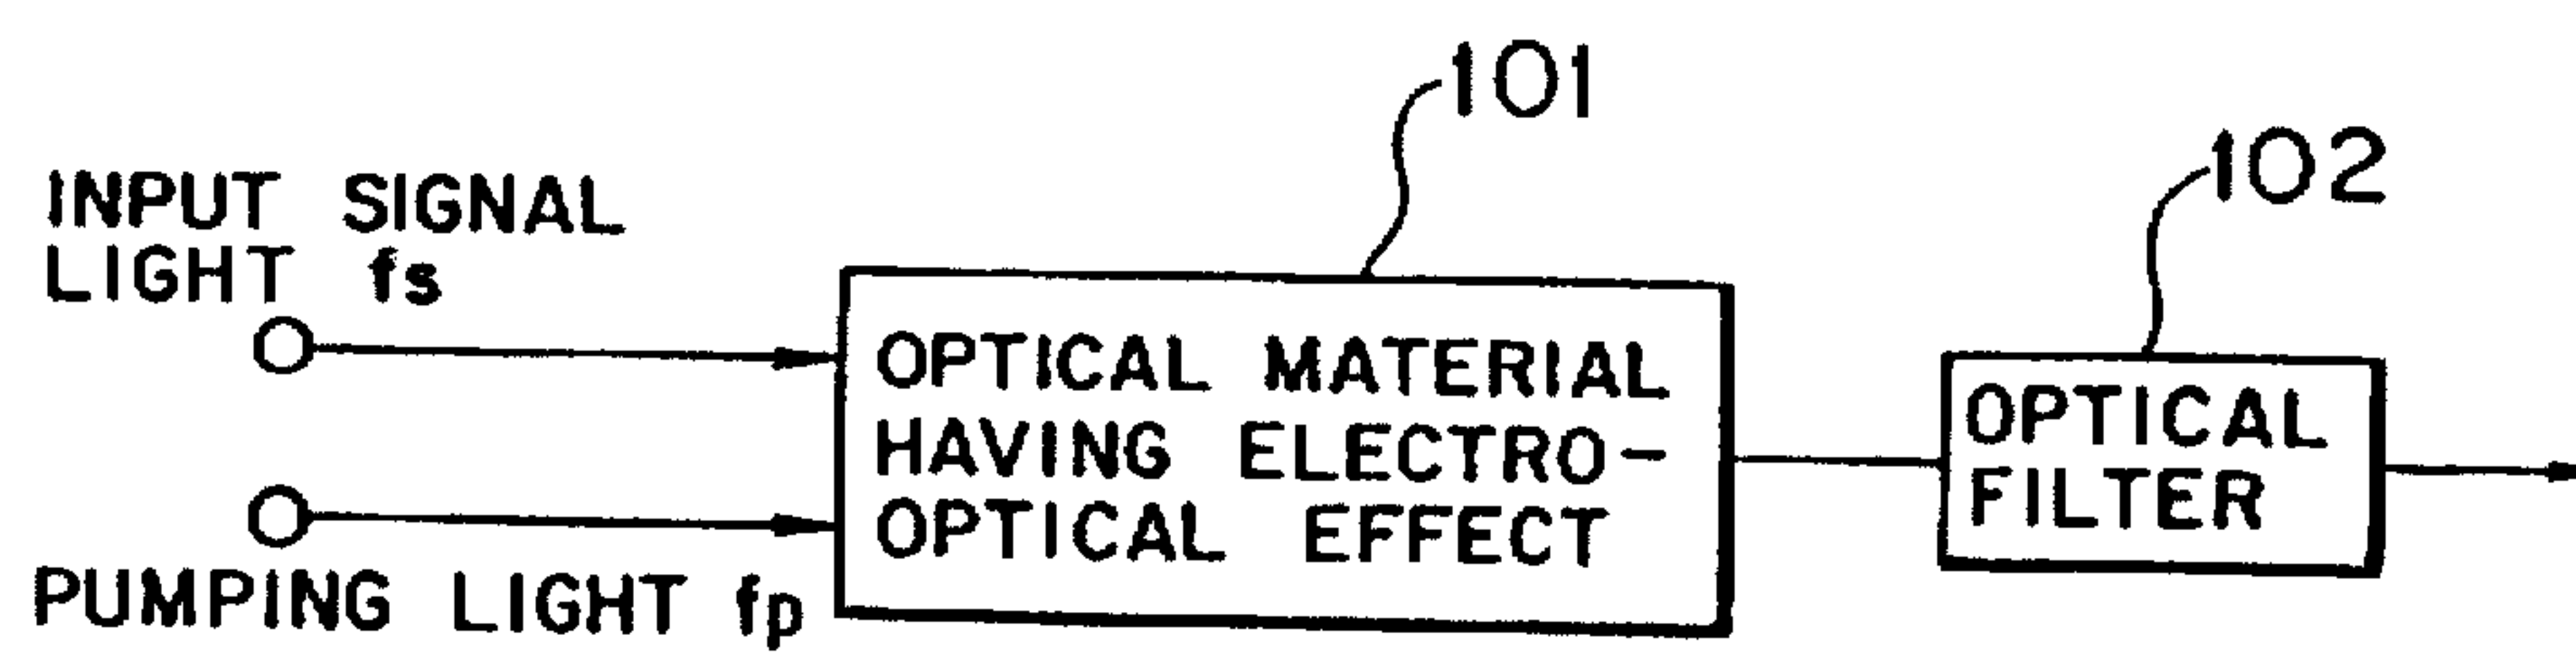 101
102
INPUT SIGNAL
LIGHT fs
OPTICAL MATERIAL
HAVING ELECTRO-
OPTICAL EFFECT
OPTICAL
FILTER
PUMPING LIGHT fp